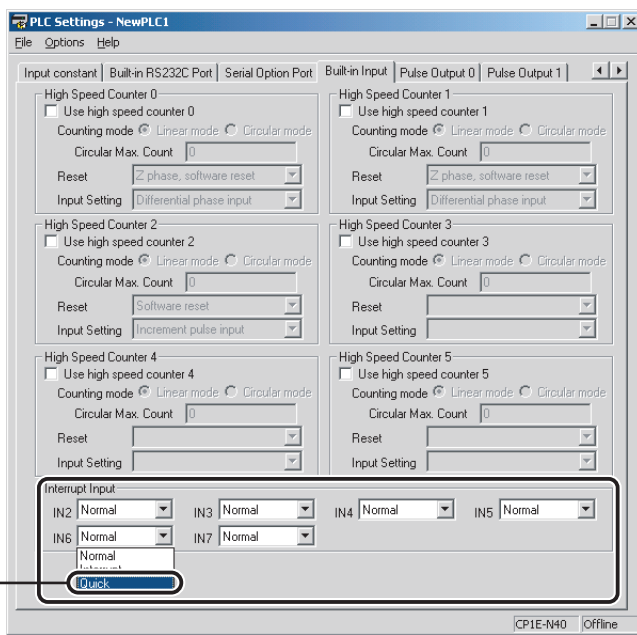 PLC Settings - NewPLC1
File Options Help
Input constant Built-in RS232C Port Serial Option Port Built-in Input Pulse Output 0 Pulse Output 1
High Speed Counter 0
Use high speed counter 0
Counting mode Linear mode Circular mode
Circular Max. Count 0
Reset Z phase, software reset
Input Setting Differential phase input
High Speed Counter 1
Use high speed counter 1
Counting mode Linear mode Circular mode
Circular Max. Count 0
Reset Z phase, software reset
Input Setting Differential phase input
High Speed Counter 2
Use high speed counter 2
Counting mode Linear mode Circular mode
Circular Max. Count 0
Reset Software reset
Input Setting Increment pulse input
High Speed Counter 3
Use high speed counter 3
Counting mode Linear mode Circular mode
Circular Max. Count 0
Reset
Input Setting
High Speed Counter 4
Use high speed counter 4
Counting mode Linear mode Circular mode
Circular Max. Count 0
Reset
Input Setting
High Speed Counter 5
Use high speed counter 5
Counting mode Linear mode Circular mode
Circular Max. Count 0
Reset
Input Setting
Interrupt Input
IN2 Normal IN3 Normal IN4 Normal IN5 Normal
IN6 Normal IN7 Normal
Normal
Quick
CP1E-N40 Offline